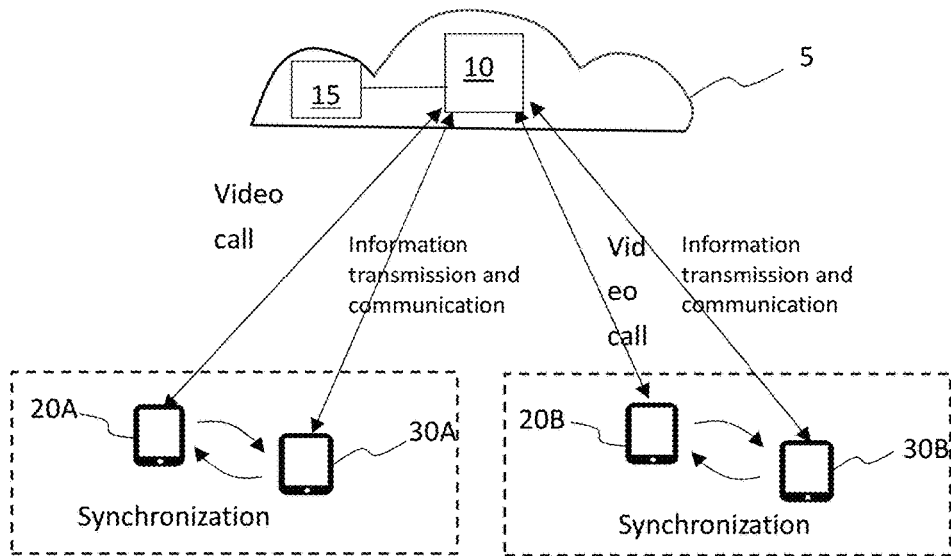 5
10
15
Video
call
Information
transmission and
communication
Vid
eo
call
Information
transmission and
communication
20A
30A
Synchronization
20B
30B
Synchronization